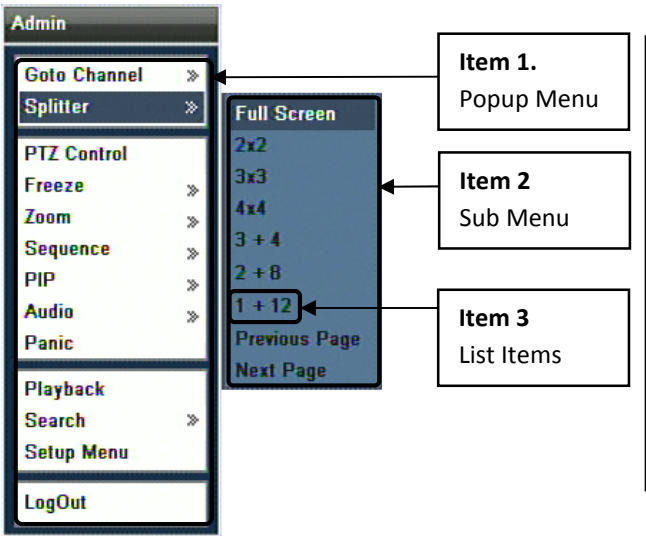 Admin
Goto Channel »
Splitter »
PTZ Control
Freeze »
Zoom »
Sequence »
PIP »
Audio »
Panic
Playback
Search »
Setup Menu
LogOut
Full Screen
2x2
3x3
4x4
3 + 4
2 + 8
1 + 12
Previous Page
Next Page
Item 1.
Popup Menu
Item 2
Sub Menu
Item 3
List Items